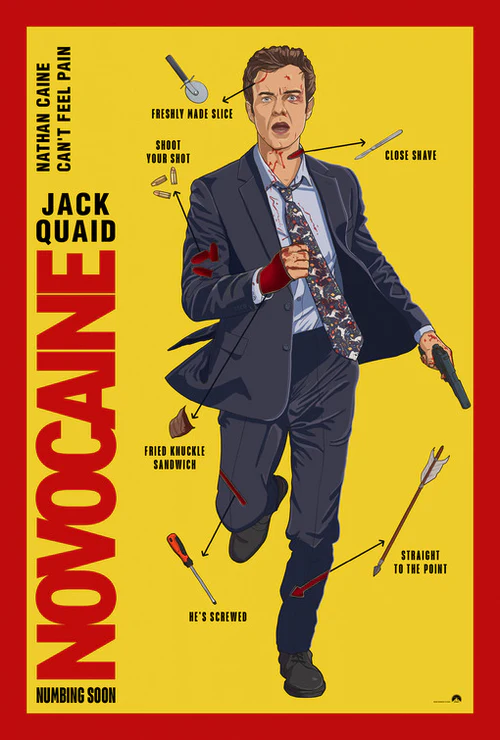 NATHAN CAINE
CAN'T FEEL PAIN
JACK
QUAID
NOVOCAINE
NUMBING SOON
FRESHLY MADE SLICE
SHOOT
YOUR SHOT
CLOSE SHAVE
FRIED KNUCKLE
SANDWICH
STRAIGHT
TO THE POINT
HE'S SCREWED